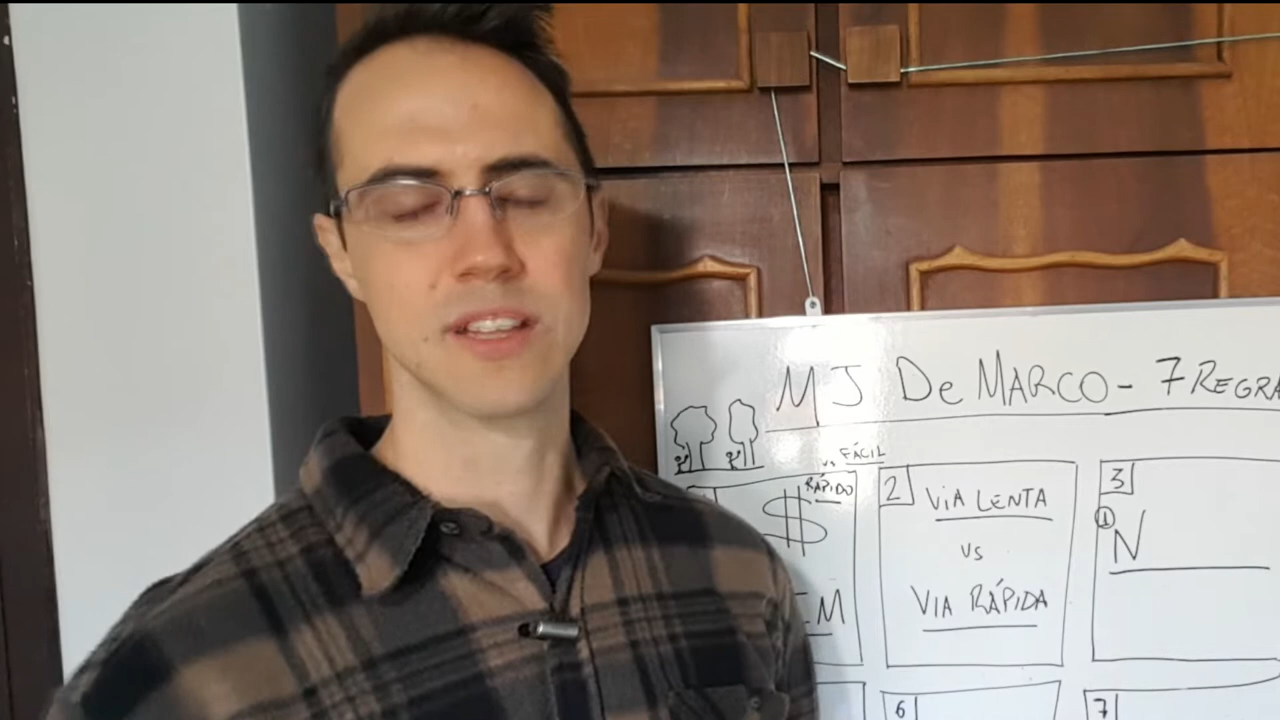 MJ DeMARCO - 7 REGRA
vs FÁCIL
RÁPIDO
$
2 VIA LENTA
vs
VIA RÁPIDA
3
① N
6
7